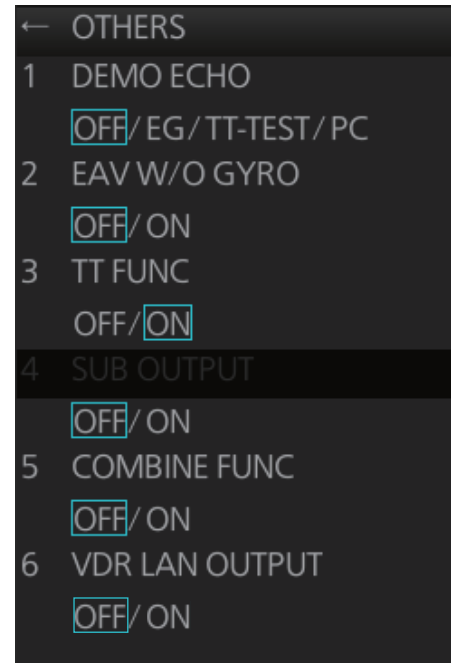 ← OTHERS
1 DEMO ECHO
OFF/EG/TT-TEST/PC
2 EAV W/O GYRO
OFF/ON
3 TT FUNC
OFF/ON
4 SUB OUTPUT
OFF/ON
5 COMBINE FUNC
OFF/ON
6 VDR LAN OUTPUT
OFF/ON